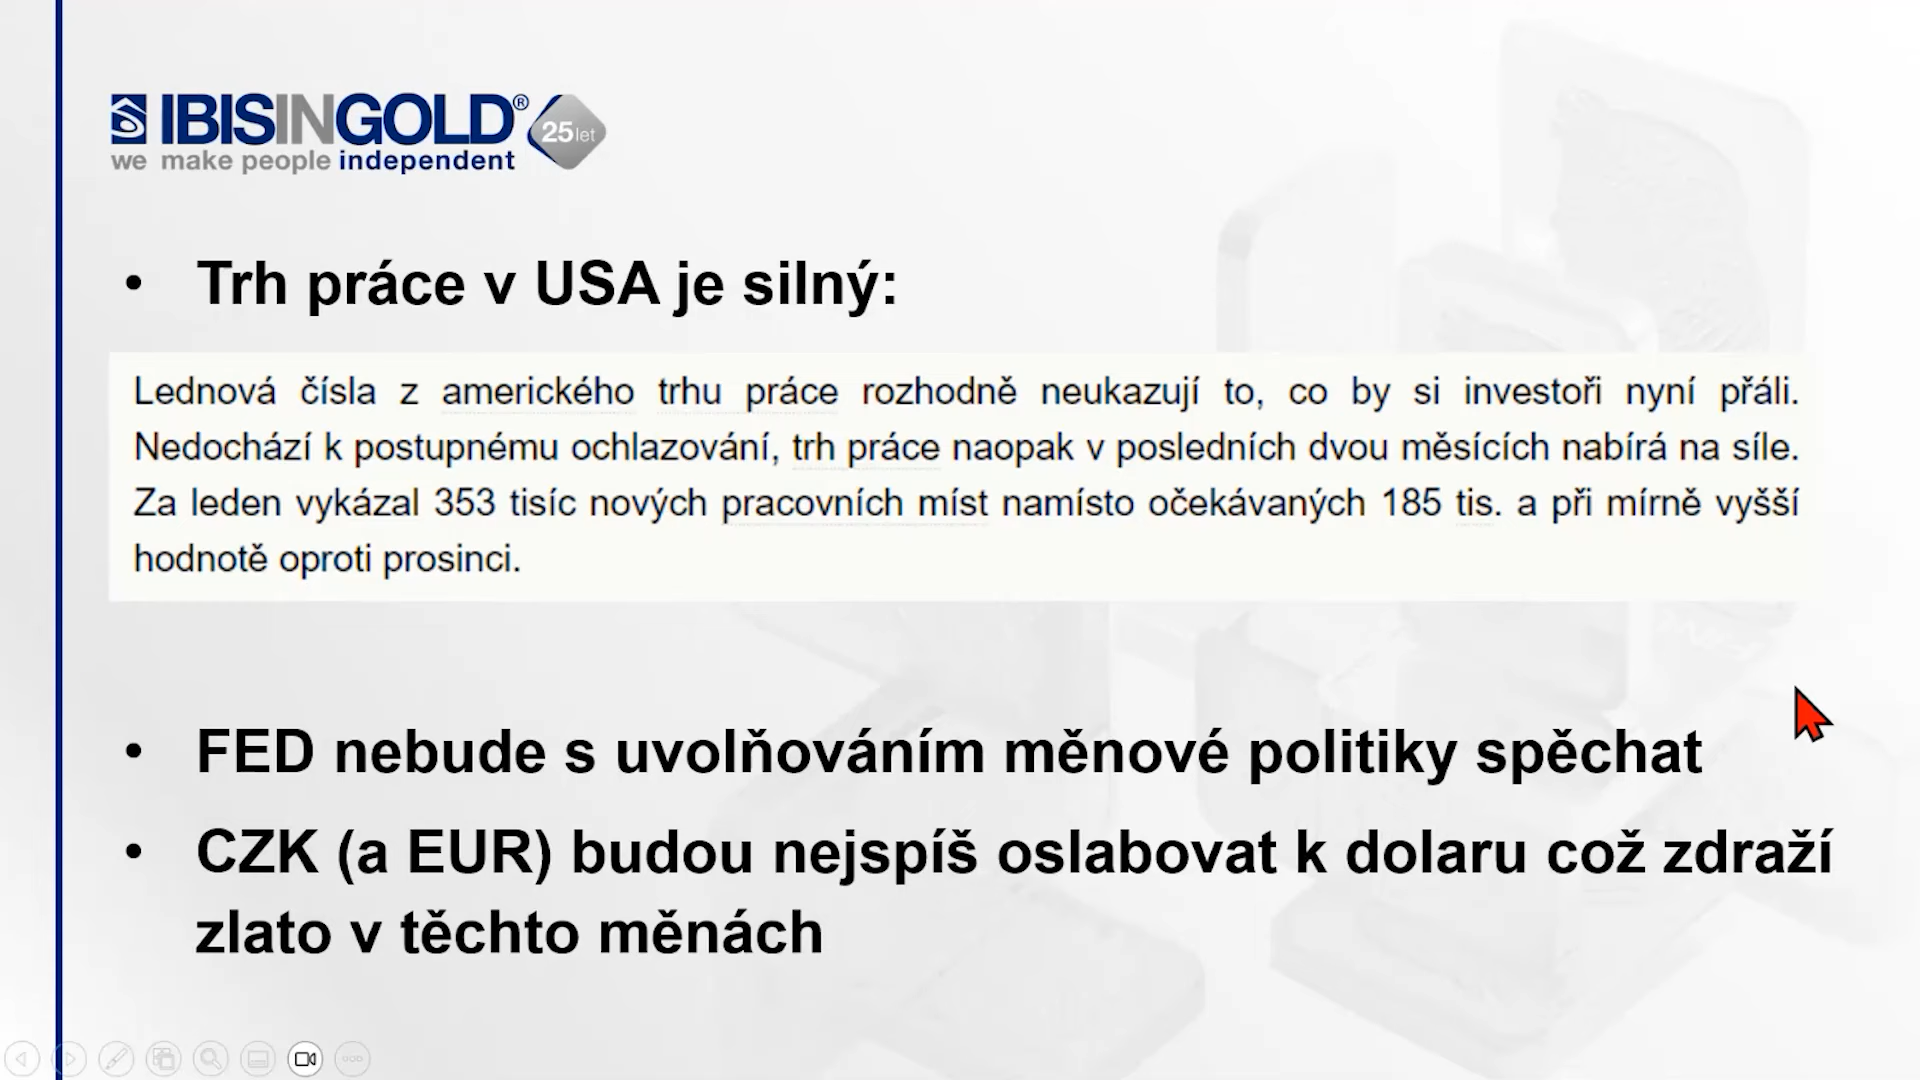 IBISINGOLD® 25let
we make people independent
• Trh práce v USA je silný:
Lednová čísla z amerického trhu práce rozhodně neukazují to, co by si investoři nyní přáli.
Nedochází k postupnému ochlazování, trh práce naopak v posledních dvou měsících nabírá na síle.
Za leden vykázal 353 tisíc nových pracovních míst namísto očekávaných 185 tis. a při mírně vyšší
hodnotě oproti prosinci.
• FED nebude s uvolňováním měnové politiky spěchat
• CZK (a EUR) budou nejspíš oslabovat k dolaru což zdraží
zlato v těchto měnách